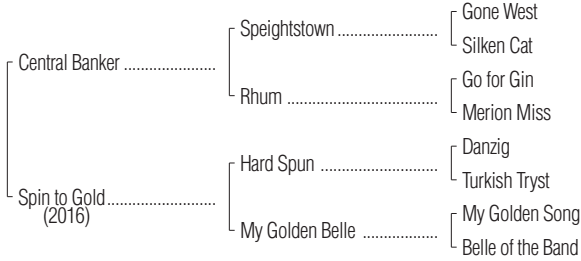 Gone West
Speightstown
Silken Cat
Central Banker
Go for Gin
Rhum
Merion Miss
Danzig
Hard Spun
Turkish Tryst
Spin to Gold
(2016)
My Golden Song
My Golden Belle
Belle of the Band